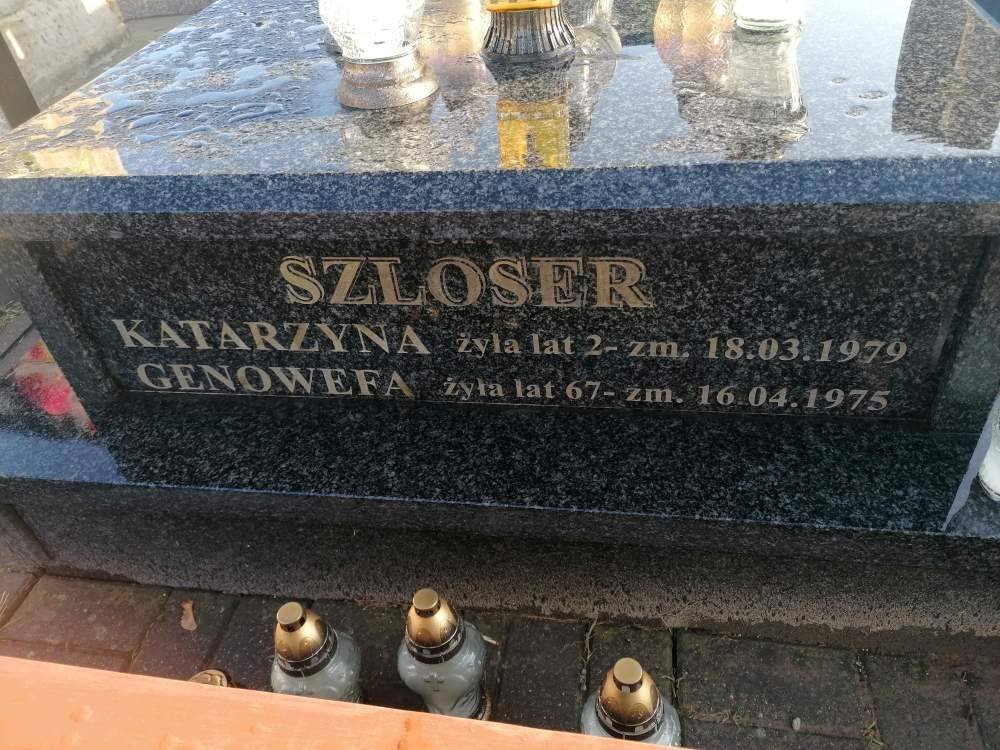 SZLOSER
KATARZYNA żyła lat 2- zm. 18.03.1979
GENOWEFA żyła lat 67- zm. 16.04.1975